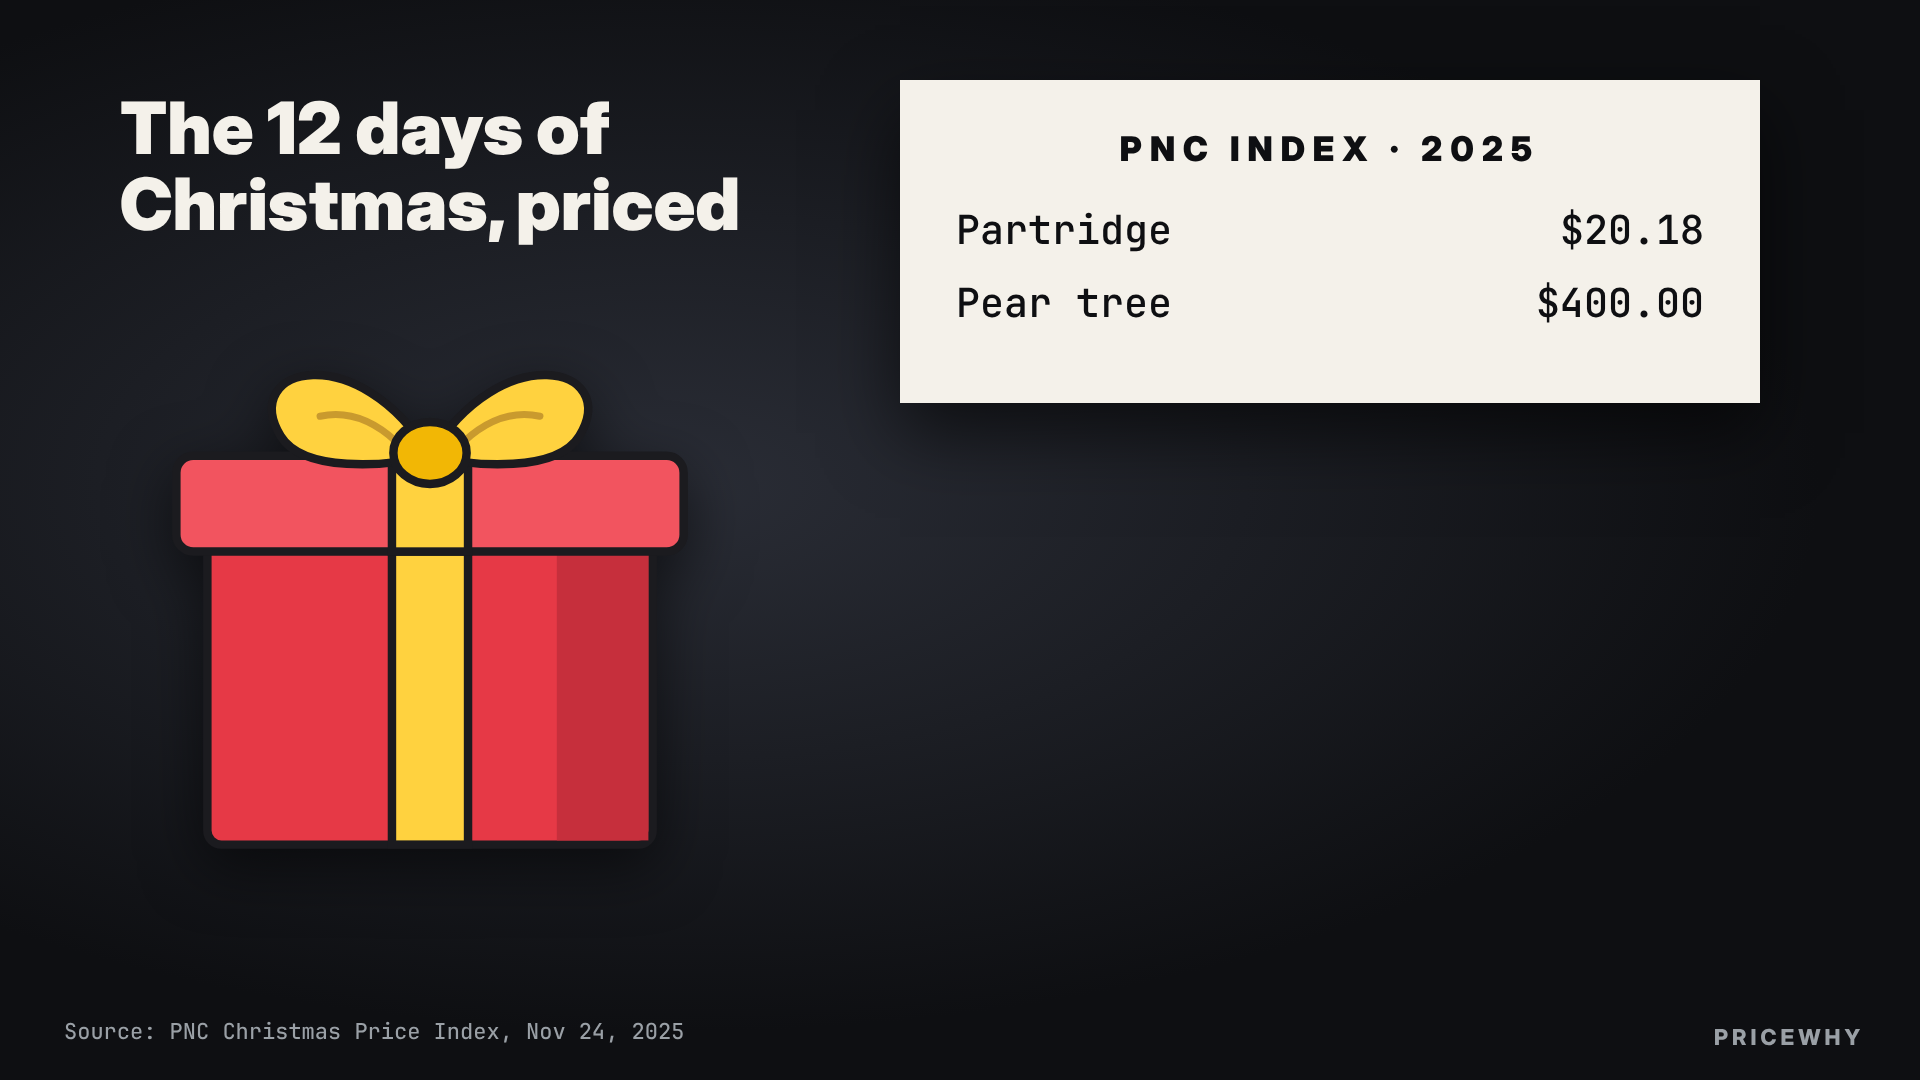 The 12 days of
Christmas, priced
PNC INDEX · 2025
Partridge $20.18
Pear tree $400.00
Source: PNC Christmas Price Index, Nov 24, 2025
PRICEWHY